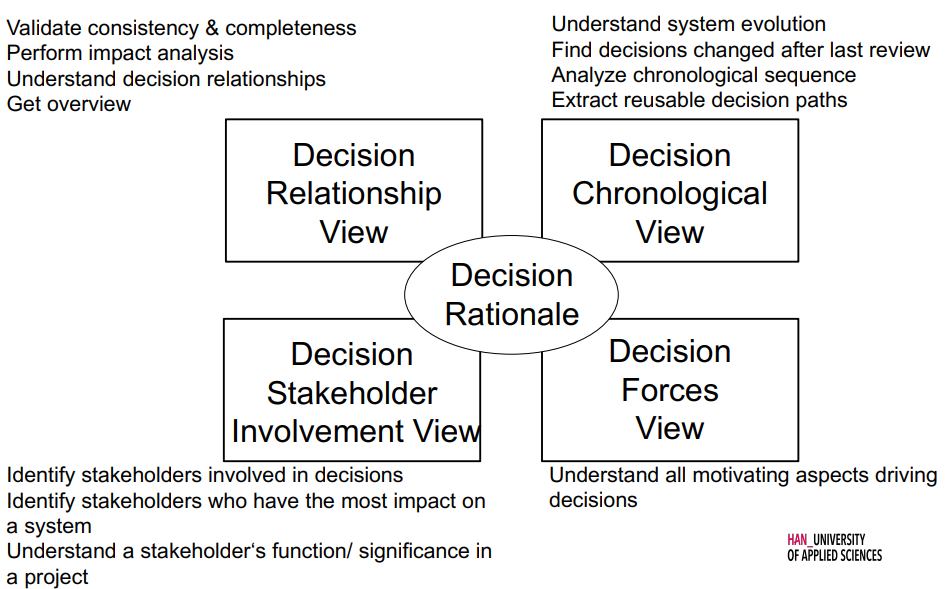 Validate consistency & completeness
Perform impact analysis
Understand decision relationships
Get overview
Understand system evolution
Find decisions changed after last review
Analyze chronological sequence
Extract reusable decision paths
Decision
Relationship
View
Decision
Chronological
View
Decision
Rationale
Decision
Stakeholder
Involvement View
Decision
Forces
View
Identify stakeholders involved in decisions
Identify stakeholders who have the most impact on
a system
Understand a stakeholder‘s function/ significance in
a project
Understand all motivating aspects driving
decisions
HAN_UNIVERSITY
OF APPLIED SCIENCES